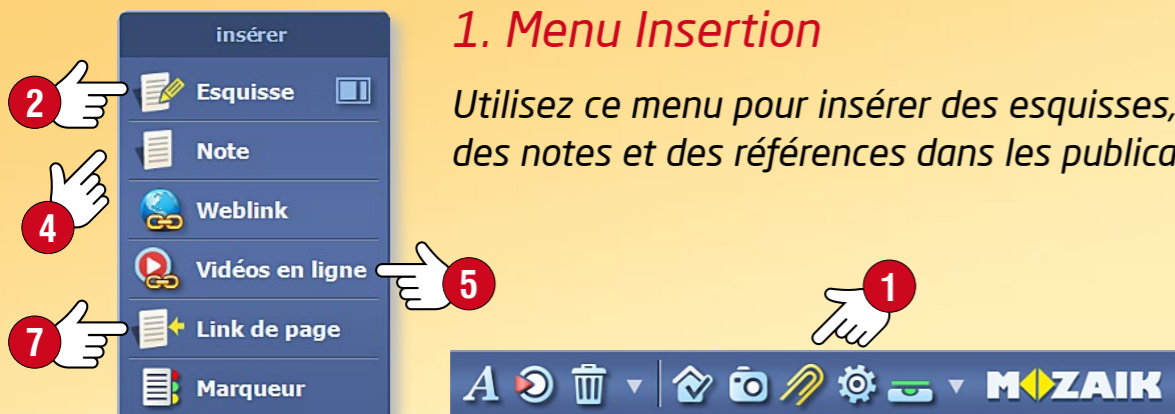 insérer
2
Esquisse
4
Note
Weblink
Vidéos en ligne
5
7
Link de page
Marqueur
1. Menu Insertion
Utilisez ce menu pour insérer des esquisses,
des notes et des références dans les publica
1
A
MOZAIK